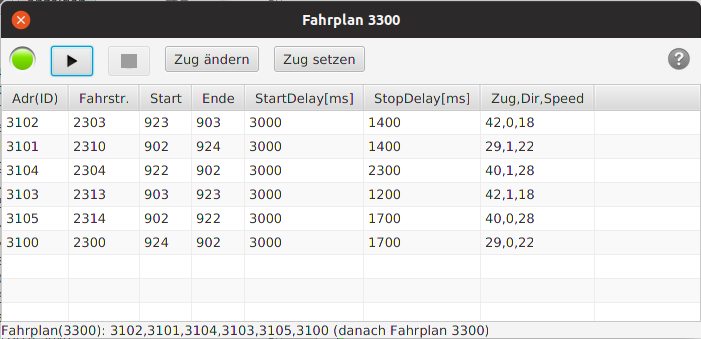 Fahrplan 3300
Zug ändern Zug setzen ?
Adr(ID) Fahrstr. Start Ende StartDelay[ms] StopDelay[ms] Zug,Dir,Speed
3102 2303 923 903 3000 1400 42,0,18
3101 2310 902 924 3000 1400 29,1,22
3104 2304 922 902 3000 2300 40,1,28
3103 2313 903 923 3000 1200 42,1,18
3105 2314 902 922 3000 1700 40,0,28
3100 2300 924 902 3000 1700 29,0,22
Fahrplan(3300): 3102,3101,3104,3103,3105,3100 (danach Fahrplan 3300)